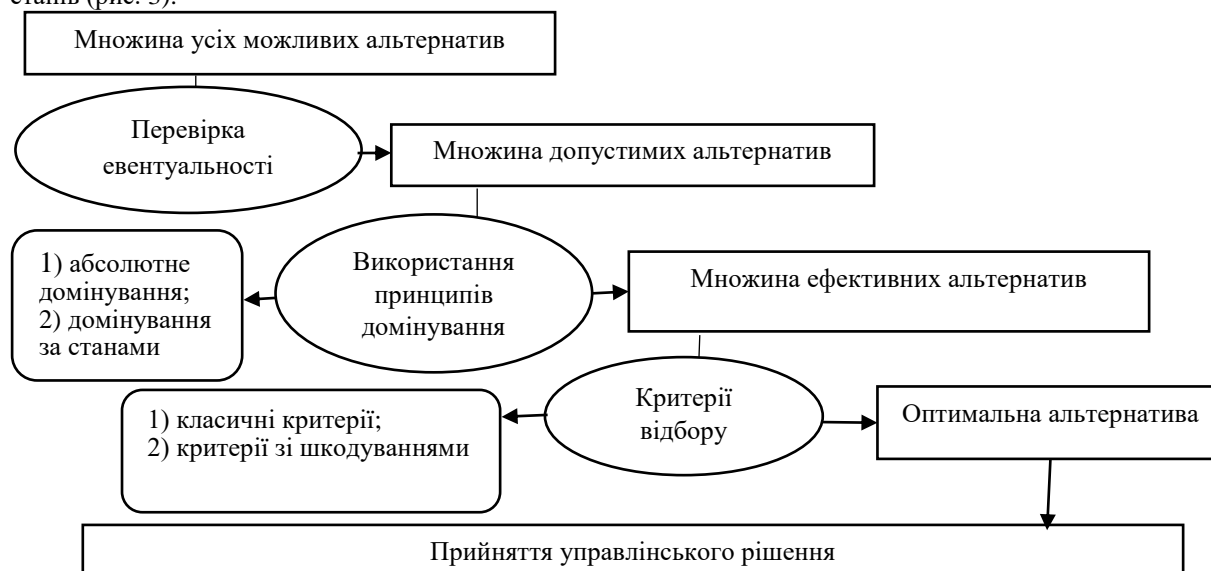 станів (рис. 3).
Множина усіх можливих альтернатив
Перевірка
евентуальності
Множина допустимих альтернатив
1) абсолютне
домінування;
2) домінування
за станами
Використання
принципів
домінування
Множина ефективних альтернатив
1) класичні критерії;
2) критерії зі шкодуваннями
Критерії
відбору
Оптимальна альтернатива
Прийняття управлінського рішення